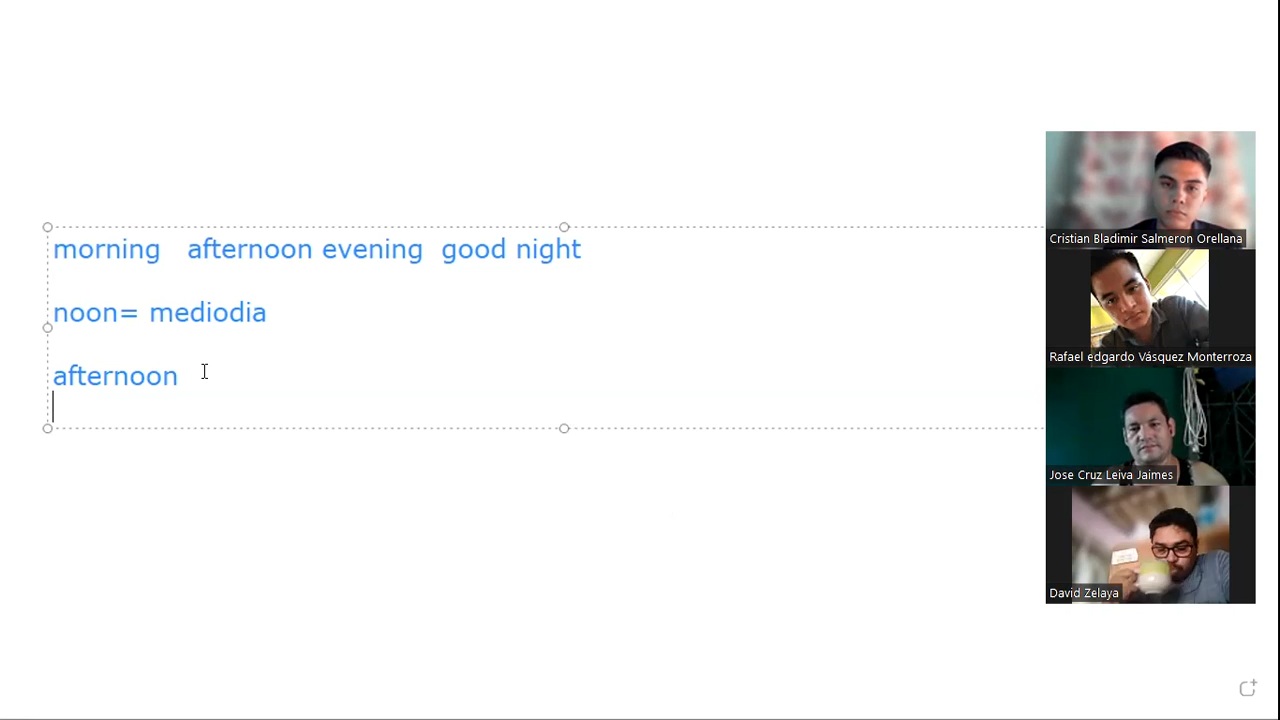 morning afternoon evening good night
noon= mediodia
afternoon
Cristian Bladimir Salmeron Orellana
Rafael edgardo Vásquez Monterroza
Jose Cruz Leiva Jaimes
David Zelaya